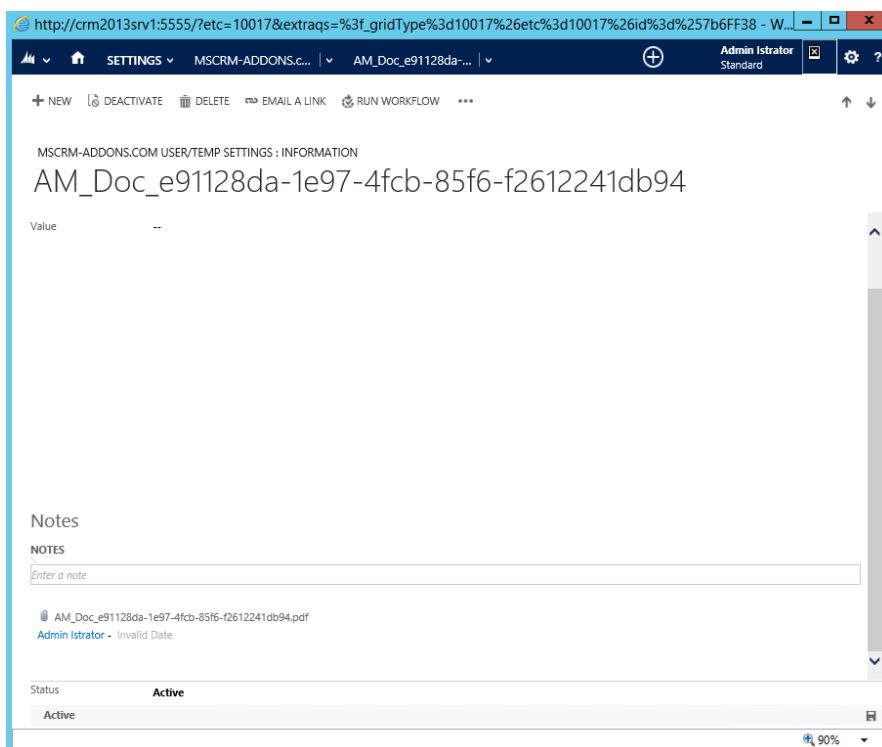 http://crm2013srv1:5555/?etc=10017&extraqs=%3f_gridType%3d10017%26etc%3d10017%26id%3d%257b6FF38 - W...
SETTINGS MSCRM-ADDONS.c... AM_Doc_e91128da-... Admin Istrator
Standard
?
NEW DEACTIVATE DELETE EMAIL A LINK RUN WORKFLOW ...
MSCRM-ADDONS.COM USER/TEMP SETTINGS : INFORMATION
AM_Doc_e91128da-1e97-4fcb-85f6-f2612241db94
Value --
Notes
NOTES
Enter a note
AM_Doc_e91128da-1e97-4fcb-85f6-f2612241db94.pdf
Admin Istrator - Invalid Date
Status Active
Active
90%